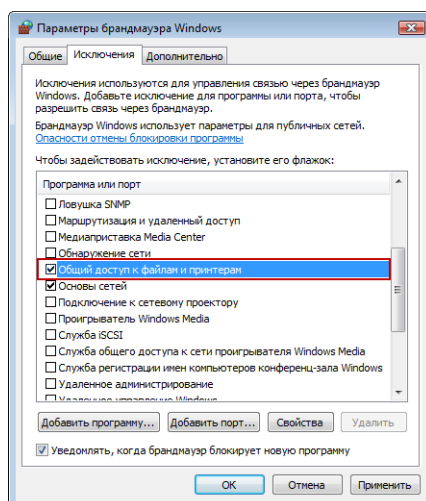 Параметры брандмауэра Windows
Общие Исключения Дополнительно
Исключения используются для управления связью через брандмауэр
Windows. Добавьте исключение для программы или порта, чтобы
разрешить связь через брандмауэр.
Брандмауэр Windows использует параметры для публичных сетей.
Опасности отмены блокировки программы
Чтобы задействовать исключение, установите его флажок:
Программа или порт
Ловушка SNMP
Маршрутизация и удаленный доступ
Медиаприставка Media Center
Обнаружение сети
Общий доступ к файлам и принтерам
Основы сетей
Подключение к сетевому проектору
Проигрыватель Windows Media
Служба iSCSI
Служба общего доступа к сети проигрывателя Windows Media
Служба регистрации имен компьютеров конференц-зала Windows
Удаленное администрирование
Удаленное управление Windows
Добавить программу... Добавить порт... Свойства Удалить
Уведомлять, когда брандмауэр блокирует новую программу
ОК Отмена Применить